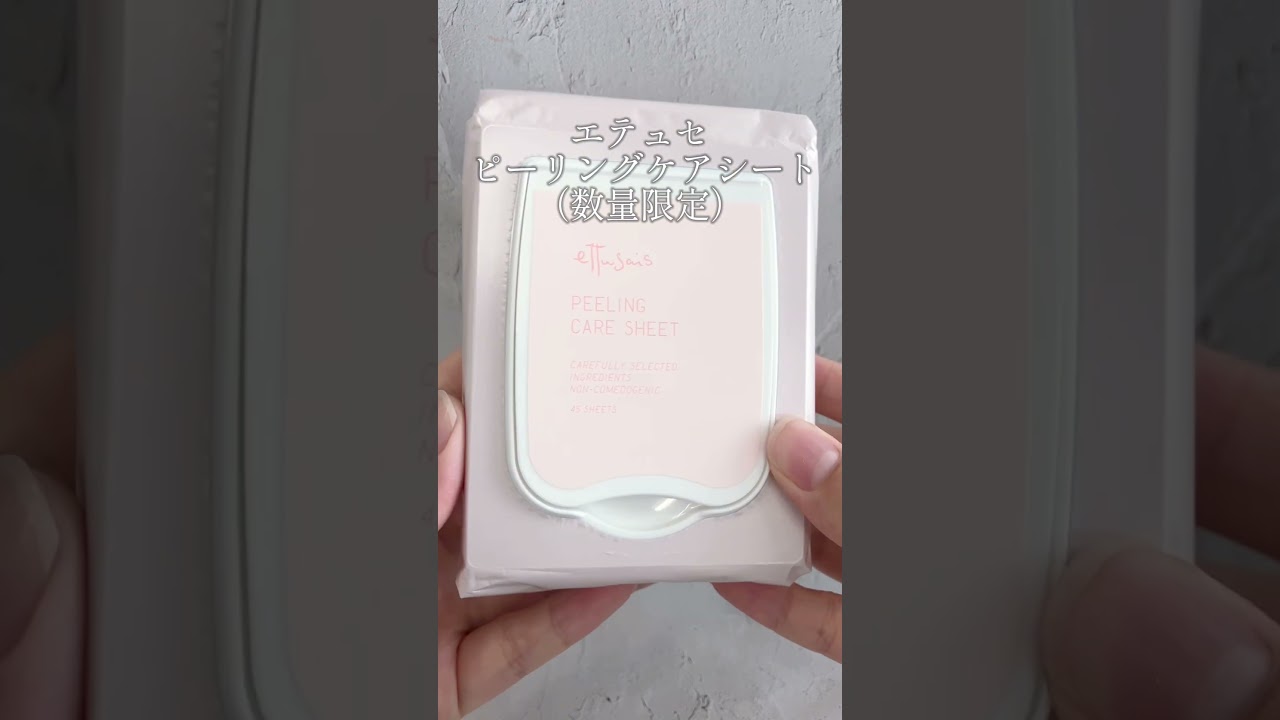 エテュセ
ピーリングケアシート
(数量限定)
ettusais
PEELING
CARE SHEET
CAREFULLY SELECTED
INGREDIENTS
NON-COMEDOGENIC
45 SHEETS